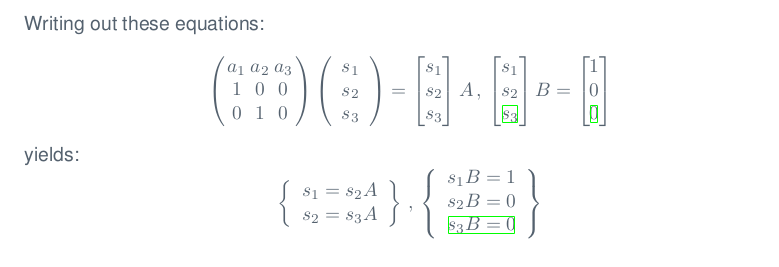 Writing out these equations:
a₁ a₂ a₃ s₁ s₁ s₁ 1
1 0 0 s₂ = s₂ A, s₂ B = 0
0 1 0 s₃ s₃ s₃ 0
yields:
{ s₁ = s₂A } , { s₁B = 1
s₂ = s₃A s₂B = 0
s₃B = 0 }